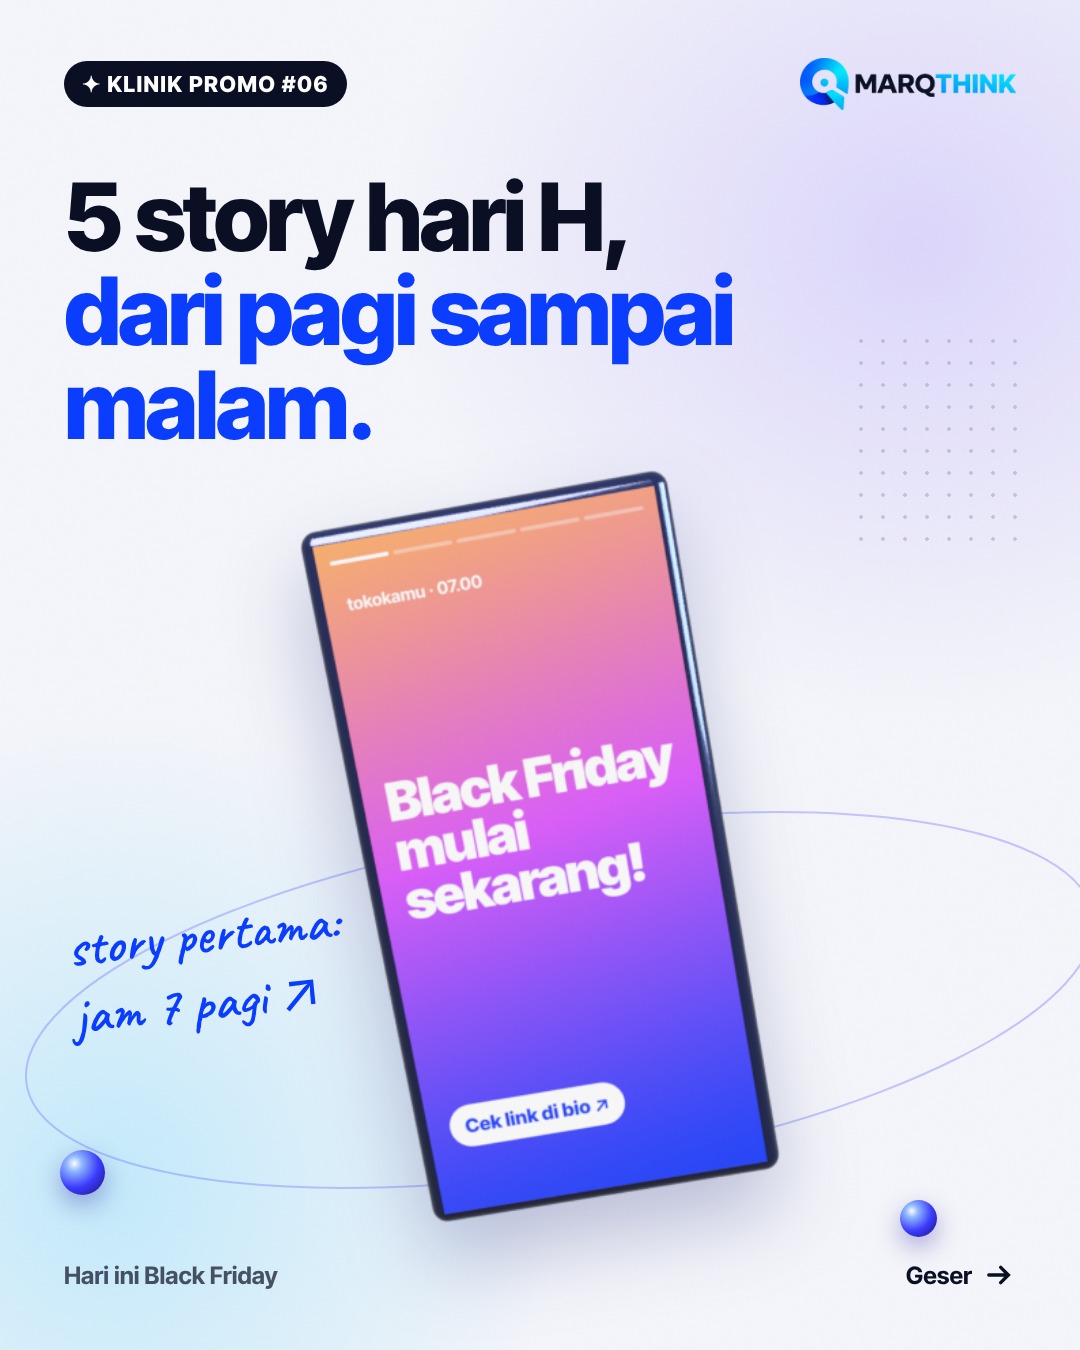 ✦ KLINIK PROMO #06
MARQTHINK
5 story hari H,
dari pagi sampai
malam.
tokokamu · 07.00
Black Friday
mulai
sekarang!
story pertama:
jam 7 pagi ↗
Cek link di bio ↗
Hari ini Black Friday
Geser →